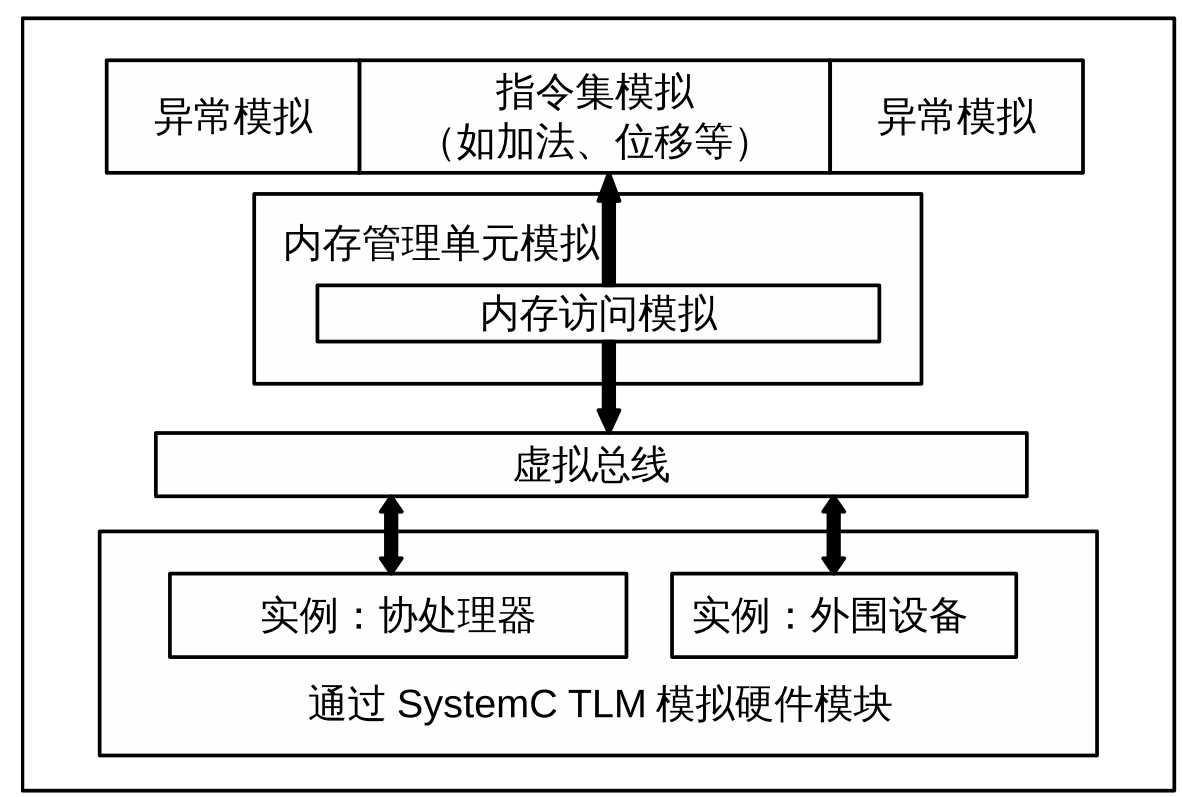 异常模拟
指令集模拟
（如加法、位移等）
异常模拟
内存管理单元模拟
内存访问模拟
虚拟总线
实例：协处理器
实例：外围设备
通过 SystemC TLM 模拟硬件模块